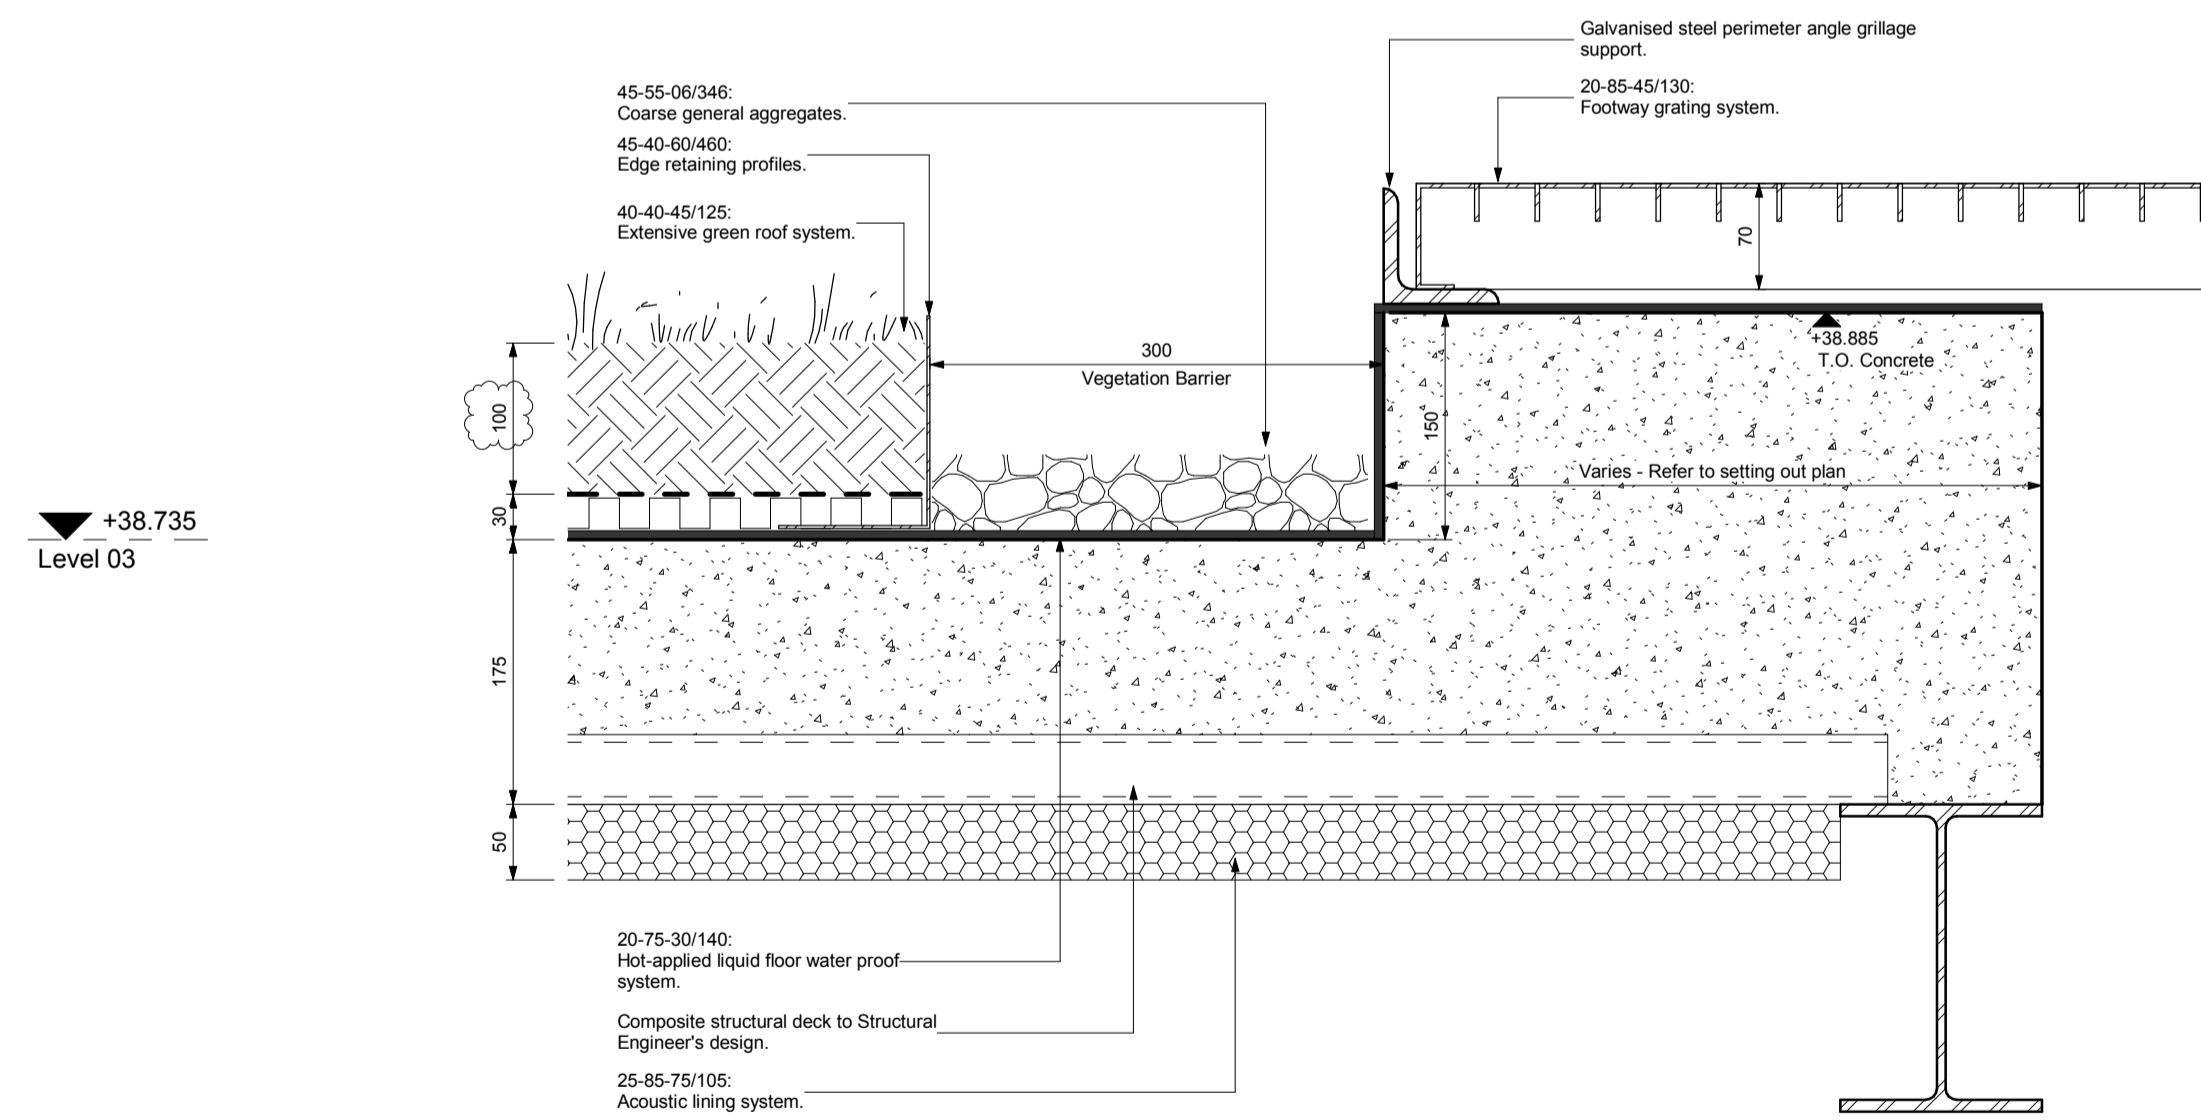 Galvanised steel perimeter angle grillage
support.
20-85-45/130:
Footway grating system.
45-55-06/346:
Coarse general aggregates.
45-40-60/460:
Edge retaining profiles.
40-40-45/125:
Extensive green roof system.
70
+38.885
T.O. Concrete
300
Vegetation Barrier
100
150
Varies - Refer to setting out plan
30
+38.735
Level 03
175
50
20-75-30/140:
Hot-applied liquid floor water proof
system.
Composite structural deck to Structural
Engineer's design.
25-85-75/105:
Acoustic lining system.